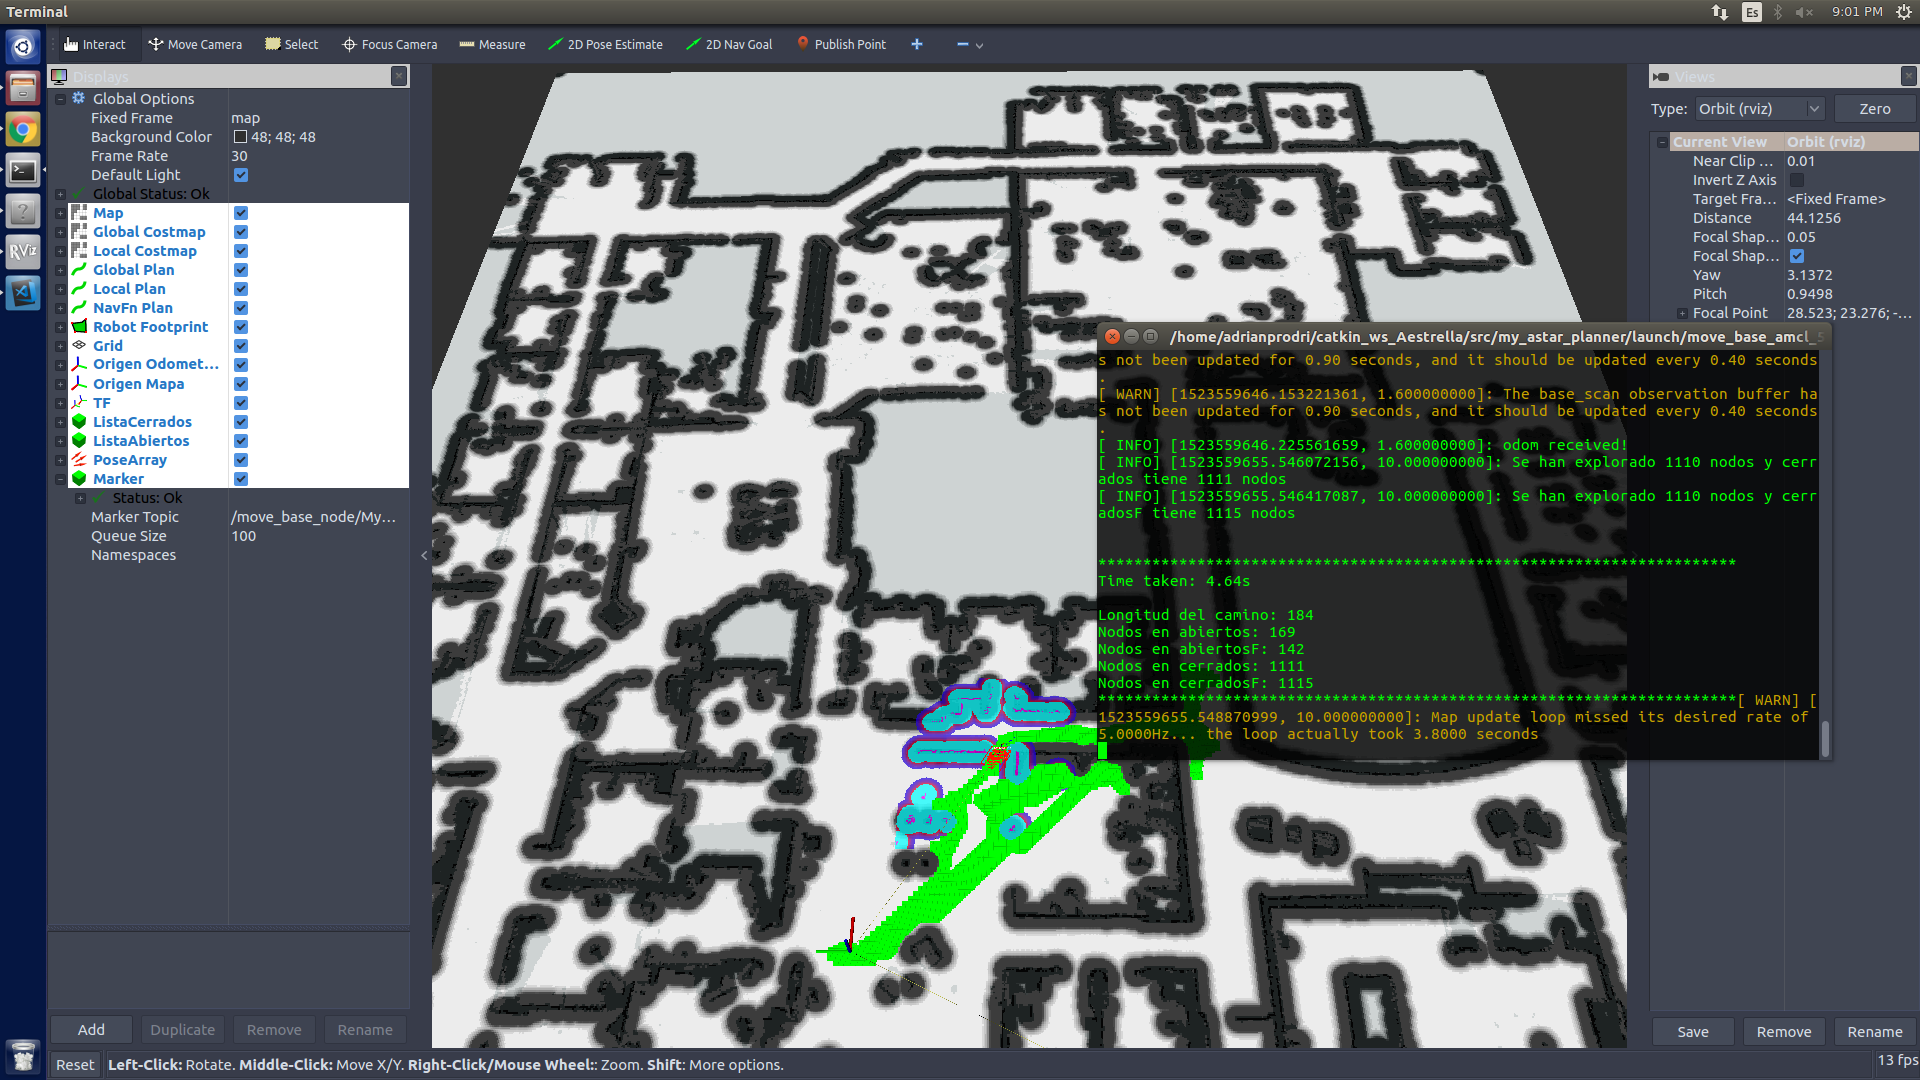 Terminal
Es
9:01 PM
Interact
Move Camera
Select
Focus Camera
Measure
2D Pose Estimate
2D Nav Goal
Publish Point
Displays
Global Options
Fixed Frame map
Background Color 48; 48; 48
Frame Rate 30
Default Light
Global Status: Ok
Map
Global Costmap
Local Costmap
Global Plan
Local Plan
NavFn Plan
Robot Footprint
Grid
Origen Odomet...
Origen Mapa
TF
ListaCerrados
ListaAbiertos
PoseArray
Marker
Status: Ok
Marker Topic /move_base_node/My...
Queue Size 100
Namespaces
Add
Duplicate
Remove
Rename
RViz
/home/adrianprodri/catkin_ws_Aestrella/src/my_astar_planner/launch/move_base_amcl_5
s not been updated for 0.90 seconds, and it should be updated every 0.40 seconds
.
[ WARN] [1523559646.153221361, 1.600000000]: The base_scan observation buffer ha
s not been updated for 0.90 seconds, and it should be updated every 0.40 seconds
.
[ INFO] [1523559646.225561659, 1.600000000]: odom received!
[ INFO] [1523559655.546072156, 10.000000000]: Se han explorado 1110 nodos y cerr
ados tiene 1111 nodos
[ INFO] [1523559655.546417087, 10.000000000]: Se han explorado 1110 nodos y cerr
adosF tiene 1115 nodos
***********************************************************************
Time taken: 4.64s
Longitud del camino: 184
Nodos en abiertos: 169
Nodos en abiertosF: 142
Nodos en cerrados: 1111
Nodos en cerradosF: 1115
***********************************************************************[ WARN] [
1523559655.548870999, 10.000000000]: Map update loop missed its desired rate of
5.0000Hz... the loop actually took 3.8000 seconds
Views
Type: Orbit (rviz) Zero
Current View Orbit (rviz)
Near Clip ... 0.01
Invert Z Axis
Target Fra... <Fixed Frame>
Distance 44.1256
Focal Shap... 0.05
Focal Shap...
Yaw 3.1372
Pitch 0.9498
Focal Point 28.523; 23.276; -...
Save
Remove
Rename
Reset
Left-Click: Rotate. Middle-Click: Move X/Y. Right-Click/Mouse Wheel:: Zoom. Shift: More options.
13 fps